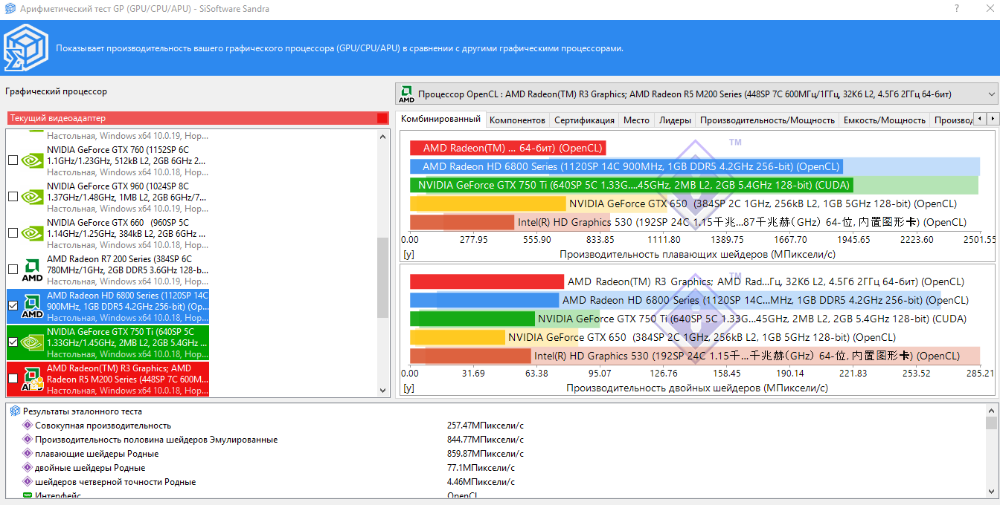 Арифметический тест GP (GPU/CPU/APU) - SiSoftware Sandra
?
Показывает производительность вашего графического процессора (GPU/CPU/APU) в сравнении с другими графическими процессорами.
Графический процессор
AMD
Процессор OpenCL : AMD Radeon(TM) R3 Graphics; AMD Radeon R5 M200 Series (448SP 7C 600МГц/1ГГц, 32Кб L2, 4.5Гб 2ГГц 64-бит)
Текущий видеоадаптер
Настольная, Windows x64 10.0.19, Нор...
NVIDIA GeForce GTX 760 (1152SP 6C
1.1GHz/1.23GHz, 512kB L2, 2GB 6GHz 2...
Настольная, Windows x64 10.0.18, Нор...
NVIDIA GeForce GTX 960 (1024SP 8C
1.37GHz/1.48GHz, 1MB L2, 2GB 6GHz/7...
Настольная, Windows x64 10.0.19, Нор...
NVIDIA GeForce GTX 660 (960SP 5C
1.14GHz/1.25GHz, 384kB L2, 2GB 6GHz ...
Настольная, Windows x64 10.0.18, Нор...
AMD Radeon R7 200 Series (384SP 6C
780MHz/1GHz, 2GB DDR5 3.6GHz 128-b...
AMD
Настольная, Windows x64 10.0.19, Нор...
AMD Radeon HD 6800 Series (1120SP 14C
900MHz, 1GB DDR5 4.2GHz 256-bit) (Op...
AMD
Настольная, Windows x64 10.0.18, Нор...
NVIDIA GeForce GTX 750 Ti (640SP 5C
1.33GHz/1.45GHz, 2MB L2, 2GB 5.4GHz ...
Настольная, Windows x64 10.0.18, Нор...
AMD Radeon(TM) R3 Graphics; AMD
Radeon R5 M200 Series (448SP 7C 600M...
Настольная, Windows x64 10.0.18, Нор...
Комбинированный Компонентов Сертификация Место Лидеры Производительность/Мощность Емкость/Мощность Производ
TM
AMD Radeon(TM) ... 64-бит) (OpenCL)
AMD Radeon HD 6800 Series (1120SP 14C 900MHz, 1GB DDR5 4.2GHz 256-bit) (OpenCL)
NVIDIA GeForce GTX 750 Ti (640SP 5C 1.33G....45GHz, 2MB L2, 2GB 5.4GHz 128-bit) (CUDA)
NVIDIA GeForce GTX 650 (384SP 2C 1GHz, 256kB L2, 1GB 5GHz 128-bit) (OpenCL)
Intel(R) HD Graphics 530 (192SP 24C 1.15千兆...87千兆赫(GHz) 64-位, 内置图形卡) (OpenCL)
0.00 277.95 555.90 833.85 1111.80 1389.75 1667.70 1945.65 2223.60 2501.55
[y] Производительность плавающих шейдеров (МПиксели/с)
TM
AMD Radeon(TM) R3 Graphics; AMD Rad...Гц, 32Кб L2, 4.5Гб 2ГГц 64-бит) (OpenCL)
AMD Radeon HD 6800 Series (1120SP 14C...MHz, 1GB DDR5 4.2GHz 256-bit) (OpenCL)
NVIDIA GeForce GTX 750 Ti (640SP 5C 1.33G....45GHz, 2MB L2, 2GB 5.4GHz 128-bit) (CUDA)
NVIDIA GeForce GTX 650 (384SP 2C 1GHz, 256kB L2, 1GB 5GHz 128-bit) (OpenCL)
Intel(R) HD Graphics 530 (192SP 24C 1.15千...千兆赫(GHz) 64-位, 内置图形卡) (OpenCL)
0.00 31.69 63.38 95.07 126.76 158.45 190.14 221.83 253.52 285.21
[y] Производительность двойных шейдеров (МПиксели/с)
Результаты эталонного теста
Совокупная производительность 257.47МПиксели/с
Производительность половина шейдеров Эмулированные 844.77МПиксели/с
плавающие шейдеры Родные 859.87МПиксели/с
двойные шейдеры Родные 77.1МПиксели/с
шейдеров четверной точности Родные 4.46МПиксели/с
Интерфейс OpenCL